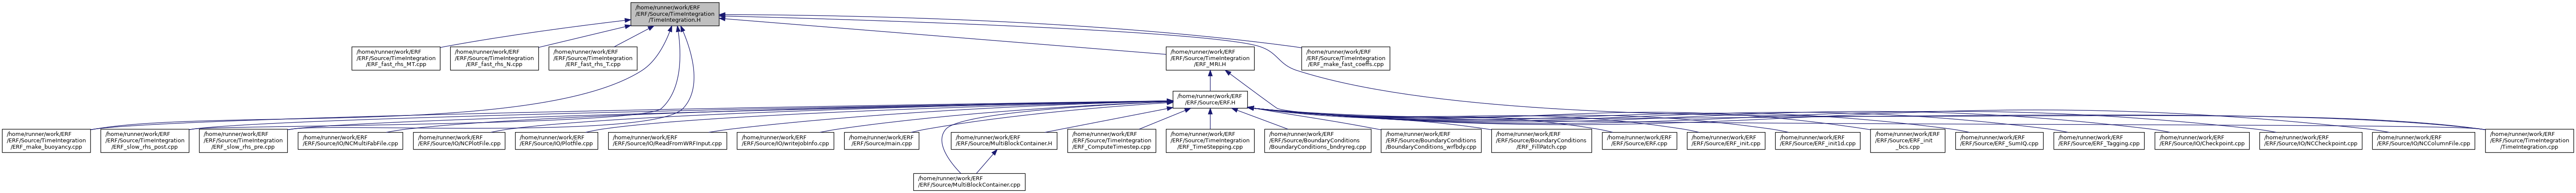 /home/runner/work/ERF
/ERF/Source/TimeIntegration
/TimeIntegration.H
/home/runner/work/ERF
/ERF/Source/TimeIntegration
/ERF_fast_rhs_MT.cpp
/home/runner/work/ERF
/ERF/Source/TimeIntegration
/ERF_fast_rhs_N.cpp
/home/runner/work/ERF
/ERF/Source/TimeIntegration
/ERF_fast_rhs_T.cpp
/home/runner/work/ERF
/ERF/Source/TimeIntegration
/ERF_MRI.H
/home/runner/work/ERF
/ERF/Source/TimeIntegration
/ERF_make_fast_coeffs.cpp
/home/runner/work/ERF
/ERF/Source/ERF.H
/home/runner/work/ERF
/ERF/Source/TimeIntegration
/ERF_make_buoyancy.cpp
/home/runner/work/ERF
/ERF/Source/TimeIntegration
/ERF_slow_rhs_post.cpp
/home/runner/work/ERF
/ERF/Source/TimeIntegration
/ERF_slow_rhs_pre.cpp
/home/runner/work/ERF
/ERF/Source/IO/NCMultiFabFile.cpp
/home/runner/work/ERF
/ERF/Source/IO/NCPlotFile.cpp
/home/runner/work/ERF
/ERF/Source/IO/Plotfile.cpp
/home/runner/work/ERF
/ERF/Source/IO/ReadFromWRFInput.cpp
/home/runner/work/ERF
/ERF/Source/IO/writeJobInfo.cpp
/home/runner/work/ERF
/ERF/Source/main.cpp
/home/runner/work/ERF
/ERF/Source/MultiBlockContainer.H
/home/runner/work/ERF
/ERF/Source/TimeIntegration
/ERF_ComputeTimestep.cpp
/home/runner/work/ERF
/ERF/Source/TimeIntegration
/ERF_TimeStepping.cpp
/home/runner/work/ERF
/ERF/Source/BoundaryConditions
/BoundaryConditions_bndryreg.cpp
/home/runner/work/ERF
/ERF/Source/BoundaryConditions
/BoundaryConditions_wrfbdy.cpp
/home/runner/work/ERF
/ERF/Source/BoundaryConditions
/ERF_FillPatch.cpp
/home/runner/work/ERF
/ERF/Source/ERF.cpp
/home/runner/work/ERF
/ERF/Source/ERF_init.cpp
/home/runner/work/ERF
/ERF/Source/ERF_init1d.cpp
/home/runner/work/ERF
/ERF/Source/ERF_init
_bcs.cpp
/home/runner/work/ERF
/ERF/Source/ERF_SumIQ.cpp
/home/runner/work/ERF
/ERF/Source/ERF_Tagging.cpp
/home/runner/work/ERF
/ERF/Source/IO/Checkpoint.cpp
/home/runner/work/ERF
/ERF/Source/IO/NCCheckpoint.cpp
/home/runner/work/ERF
/ERF/Source/IO/NCColumnFile.cpp
/home/runner/work/ERF
/ERF/Source/TimeIntegration
/TimeIntegration.cpp
/home/runner/work/ERF
/ERF/Source/MultiBlockContainer.cpp